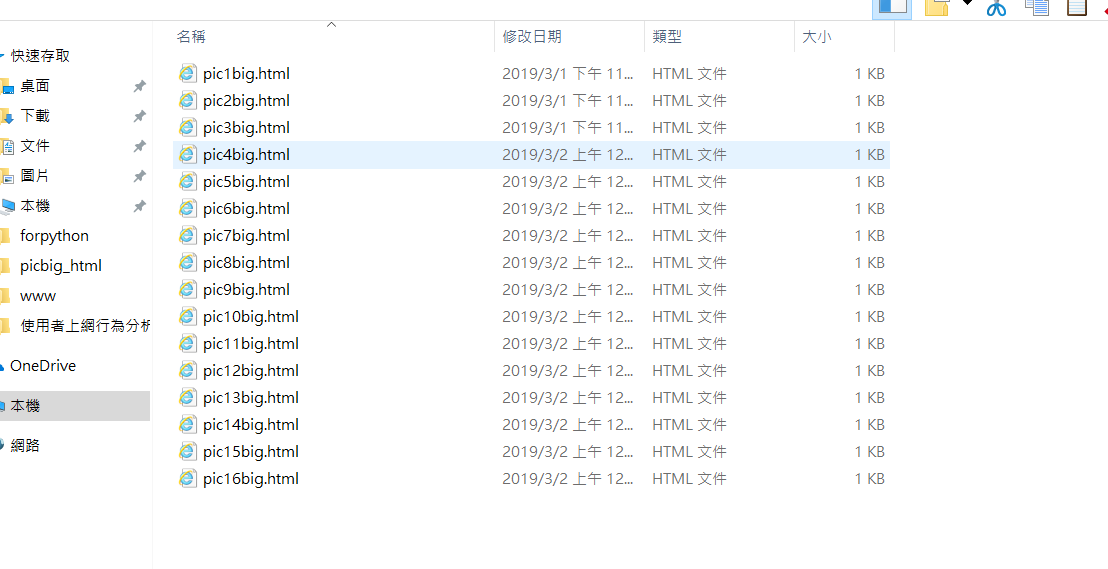 名稱 修改日期 類型 大小
快速存取
桌面
下載
文件
圖片
本機
forpython
picbig_html
www
使用者上網行為分析
OneDrive
本機
網路
pic1big.html 2019/3/1 下午 11... HTML 文件 1 KB
pic2big.html 2019/3/1 下午 11... HTML 文件 1 KB
pic3big.html 2019/3/1 下午 11... HTML 文件 1 KB
pic4big.html 2019/3/2 上午 12... HTML 文件 1 KB
pic5big.html 2019/3/2 上午 12... HTML 文件 1 KB
pic6big.html 2019/3/2 上午 12... HTML 文件 1 KB
pic7big.html 2019/3/2 上午 12... HTML 文件 1 KB
pic8big.html 2019/3/2 上午 12... HTML 文件 1 KB
pic9big.html 2019/3/2 上午 12... HTML 文件 1 KB
pic10big.html 2019/3/2 上午 12... HTML 文件 1 KB
pic11big.html 2019/3/2 上午 12... HTML 文件 1 KB
pic12big.html 2019/3/2 上午 12... HTML 文件 1 KB
pic13big.html 2019/3/2 上午 12... HTML 文件 1 KB
pic14big.html 2019/3/2 上午 12... HTML 文件 1 KB
pic15big.html 2019/3/2 上午 12... HTML 文件 1 KB
pic16big.html 2019/3/2 上午 12... HTML 文件 1 KB